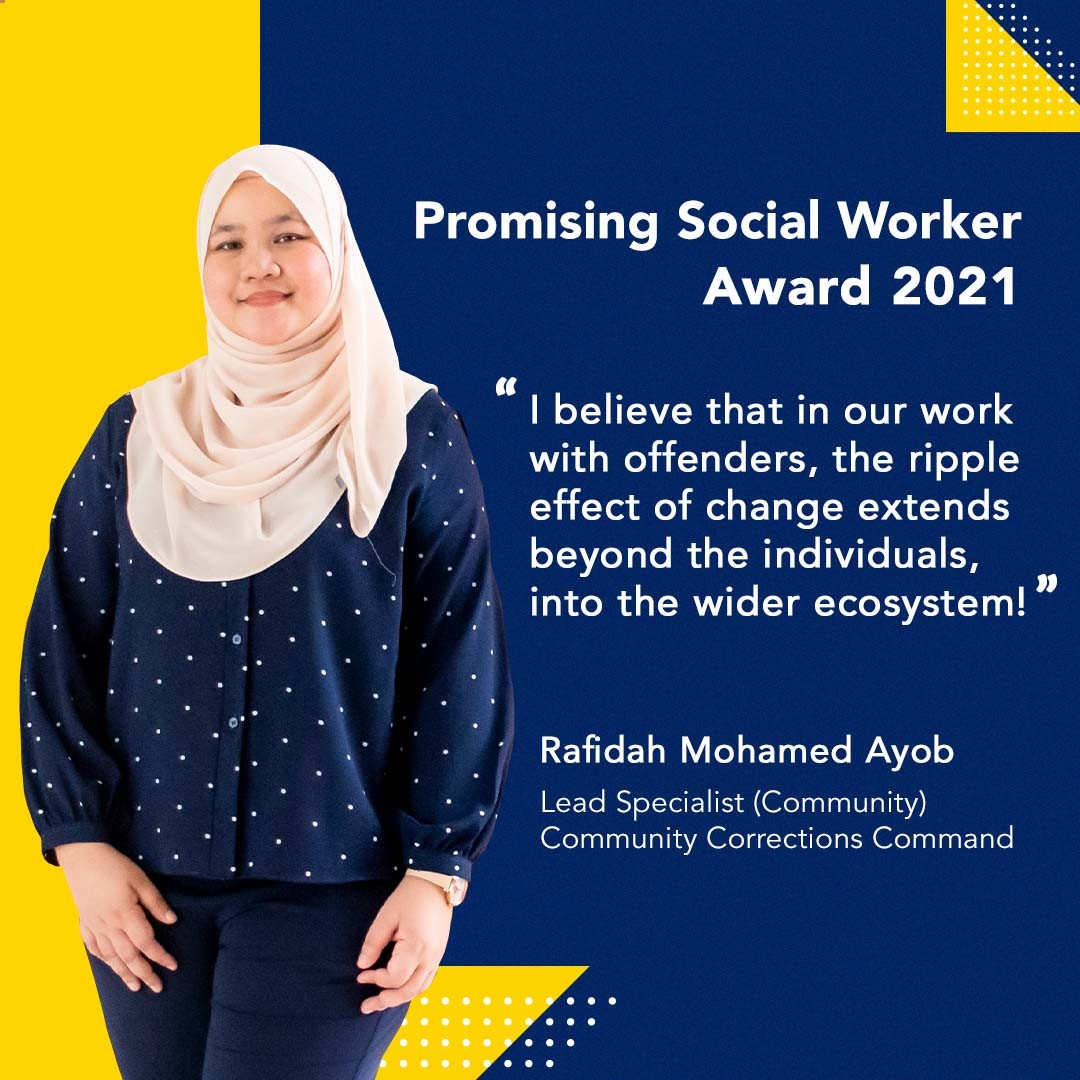 Promising Social Worker
Award 2021
“ I believe that in our work
with offenders, the ripple
effect of change extends
beyond the individuals,
into the wider ecosystem! ”
Rafidah Mohamed Ayob
Lead Specialist (Community)
Community Corrections Command